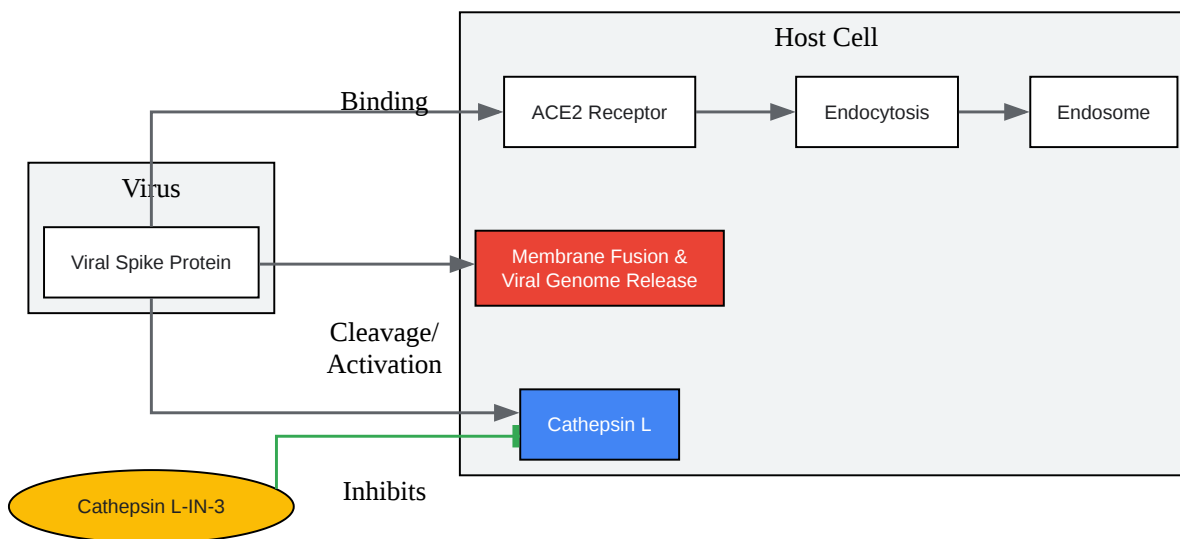 Host Cell
Binding
ACE2 Receptor
Endocytosis
Endosome
Virus
Viral Spike Protein
Membrane Fusion &
Viral Genome Release
Cleavage/
Activation
Cathepsin L
Cathepsin L-IN-3
Inhibits